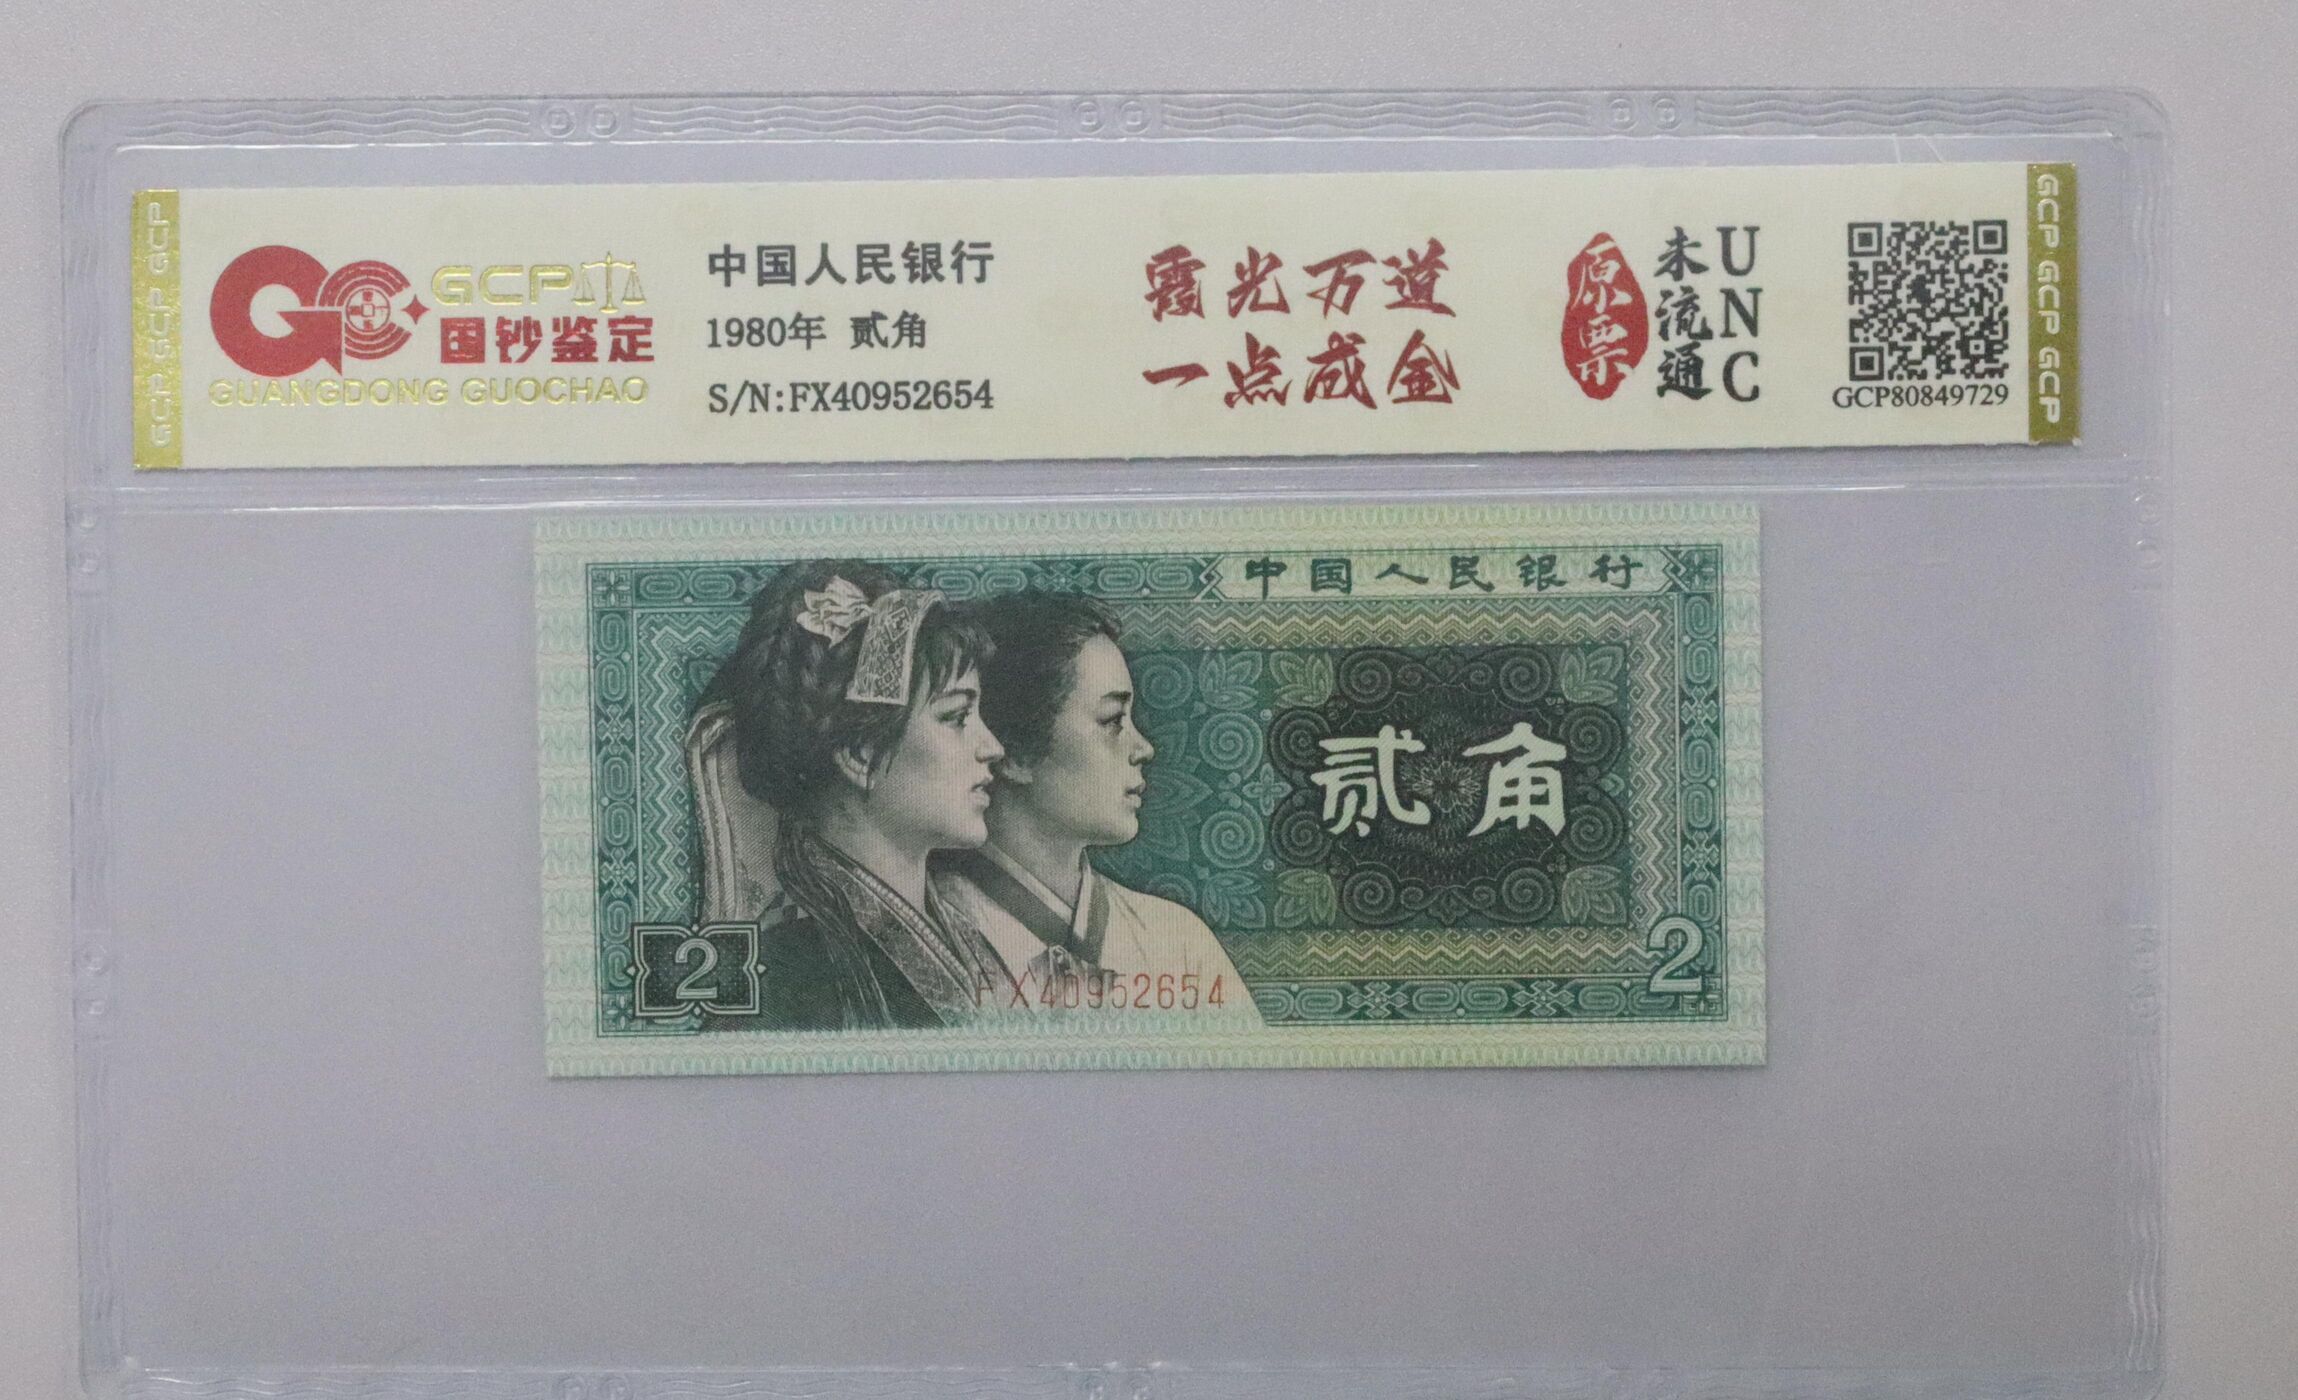 GCP
国钞鉴定
GUANGDONG GUOCHAO
中国人民银行
1980年 贰角
S/N:FX40952654
霞光万道
一点成金
原票
未流通
UNC
GCP80849729
GCP GCP GCP
GCP GCP GCP
中国人民银行
贰角
2
FX40952654
2